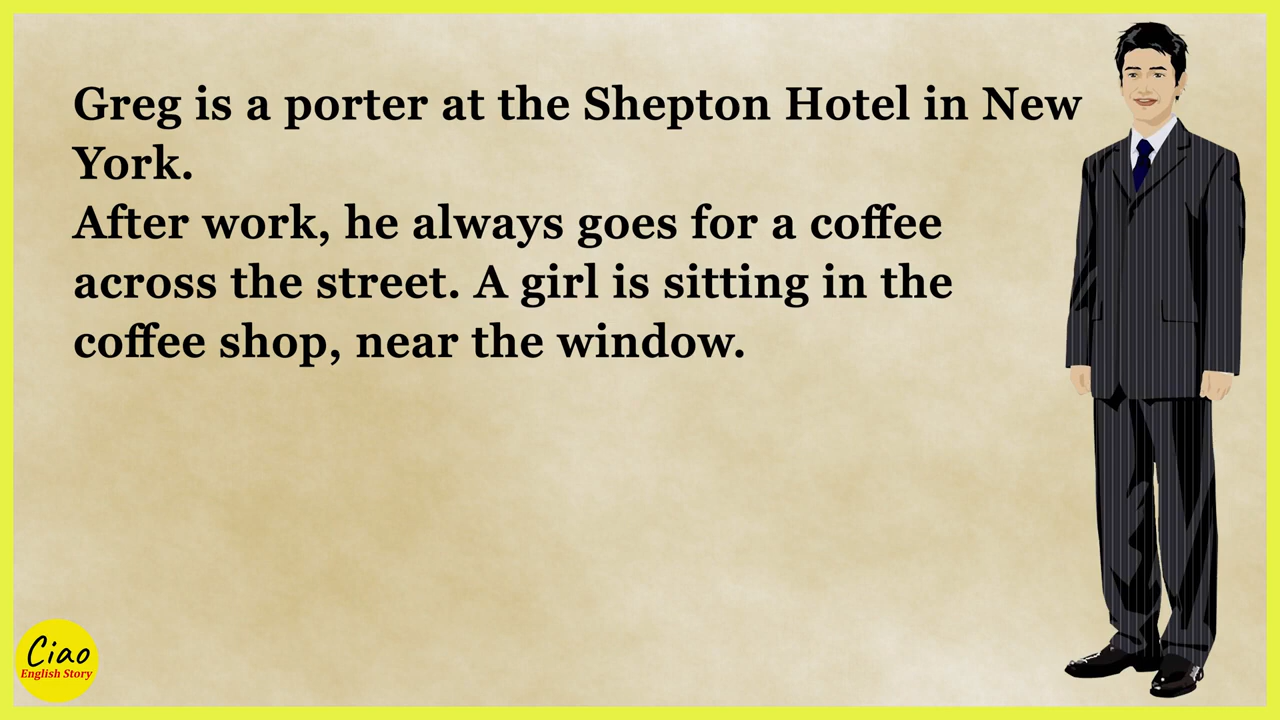 Greg is a porter at the Shepton Hotel in New
York.
After work, he always goes for a coffee
across the street. A girl is sitting in the
coffee shop, near the window.
Ciao
English Story